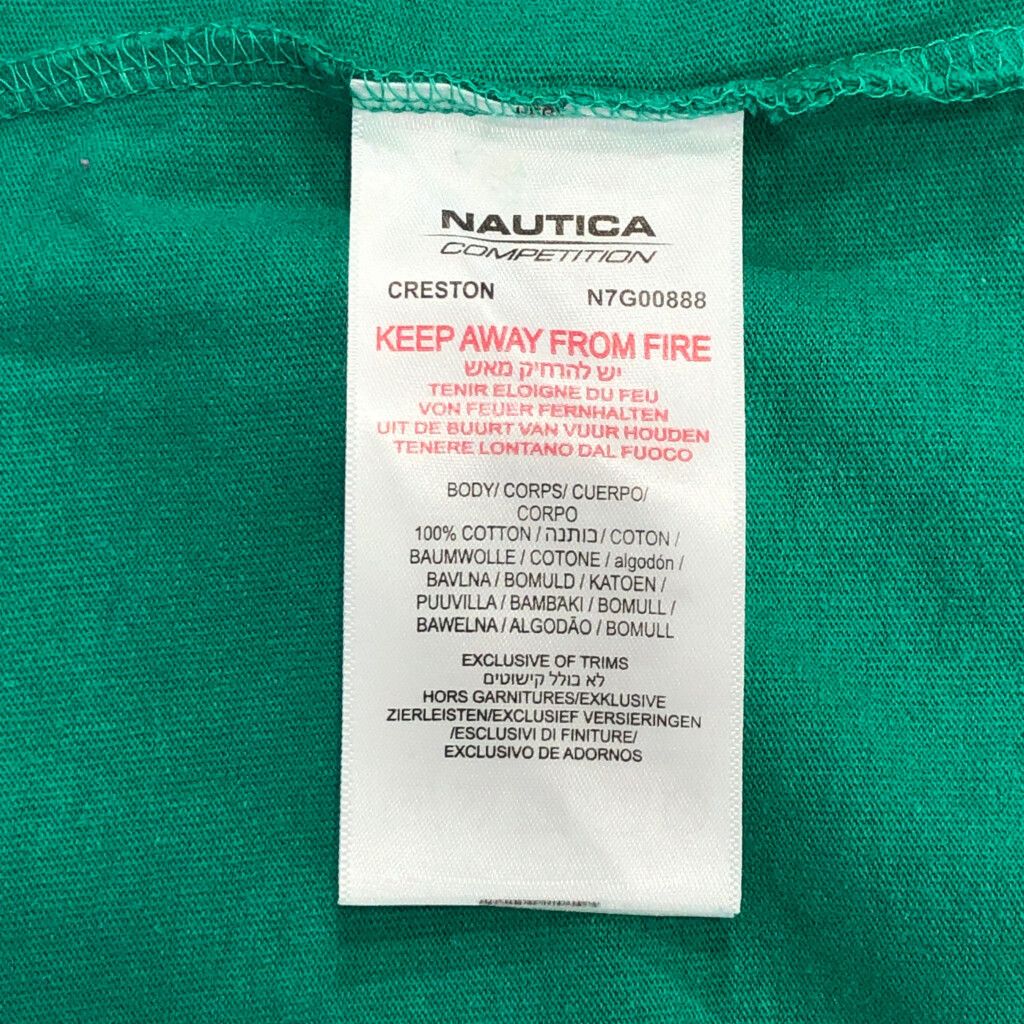 NAUTICA
COMPETITION
CRESTON N7G00888
KEEP AWAY FROM FIRE
יש להרחיק מאש
TENIR ELOIGNE DU FEU
VON FEUER FERNHALTEN
UIT DE BUURT VAN VUUR HOUDEN
TENERE LONTANO DAL FUOCO
BODY/ CORPS/ CUERPO/
CORPO
100% COTTON / כותנה / COTON /
BAUMWOLLE / COTONE / algodón /
BAVLNA / BOMULD / KATOEN /
PUUVILLA / BAMBAKI / BOMULL /
BAWELNA / ALGODÃO / BOMULL
EXCLUSIVE OF TRIMS
לא כולל קישוטים
HORS GARNITURES/EXKLUSIVE
ZIERLEISTEN/EXCLUSIEF VERSIERINGEN
/ESCLUSIVI DI FINITURE/
EXCLUSIVO DE ADORNOS